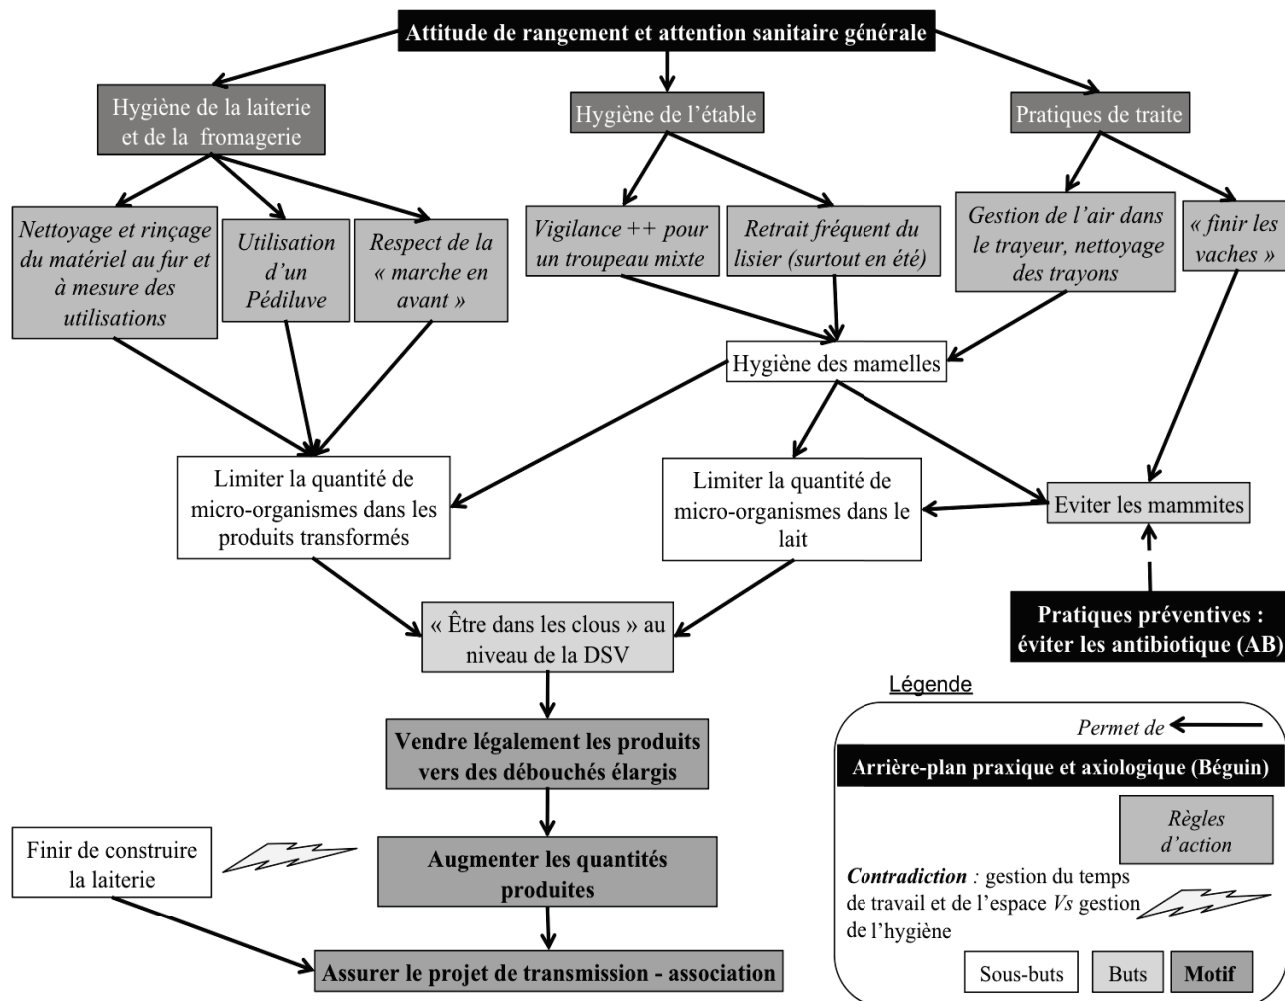 Attitude de rangement et attention sanitaire générale
Hygiène de la laiterie
et de la fromagerie
Hygiène de l’étable
Pratiques de traite
Nettoyage et rinçage
du matériel au fur et
à mesure des
utilisations
Utilisation
d’un
Pédiluve
Respect de la
« marche en
avant »
Vigilance ++ pour
un troupeau mixte
Retrait fréquent du
lisier (surtout en été)
Gestion de l’air dans
le trayeur, nettoyage
des trayons
« finir les
vaches »
Hygiène des mamelles
Limiter la quantité de
micro-organismes dans les
produits transformés
Limiter la quantité de
micro-organismes dans le
lait
Eviter les mammites
Pratiques préventives :
éviter les antibiotique (AB)
« Être dans les clous » au
niveau de la DSV
Vendre légalement les produits
vers des débouchés élargis
Finir de construire
la laiterie
Augmenter les quantités
produites
Assurer le projet de transmission - association
Légende
Permet de
Arrière-plan praxique et axiologique (Béguin)
Règles
d’action
Contradiction : gestion du temps
de travail et de l’espace Vs gestion
de l’hygiène
Sous-buts
Buts
Motif